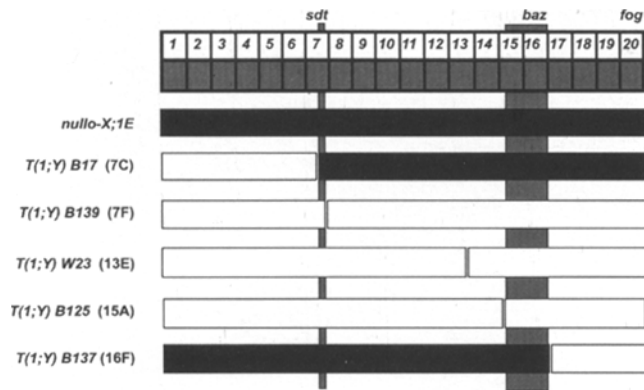 sdt baz fog
1 2 3 4 5 6 7 8 9 10 11 12 13 14 15 16 17 18 19 20
nullo-X;1E
T(1;Y) B17 (7C)
T(1;Y) B139 (7F)
T(1;Y) W23 (13E)
T(1;Y) B125 (15A)
T(1;Y) B137 (16F)